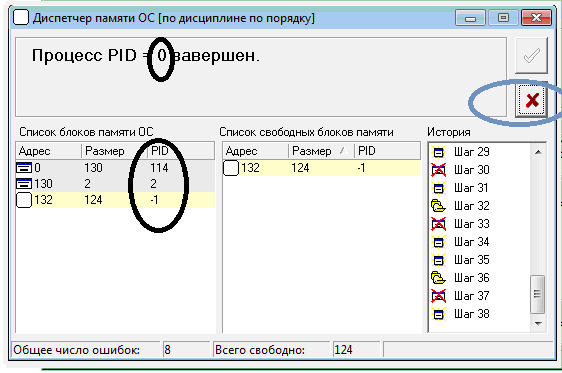 Диспетчер памяти ОС [по дисциплине по порядку]
Процесс PID = 0 завершен.
Список блоков памяти ОС
Адрес Размер PID
0 130 114
130 2 2
132 124 -1
Список свободных блоков памяти
Адрес Размер PID
132 124 -1
История
Шаг 29
Шаг 30
Шаг 31
Шаг 32
Шаг 33
Шаг 34
Шаг 35
Шаг 36
Шаг 37
Шаг 38
Общее число ошибок: 8 Всего свободно: 124